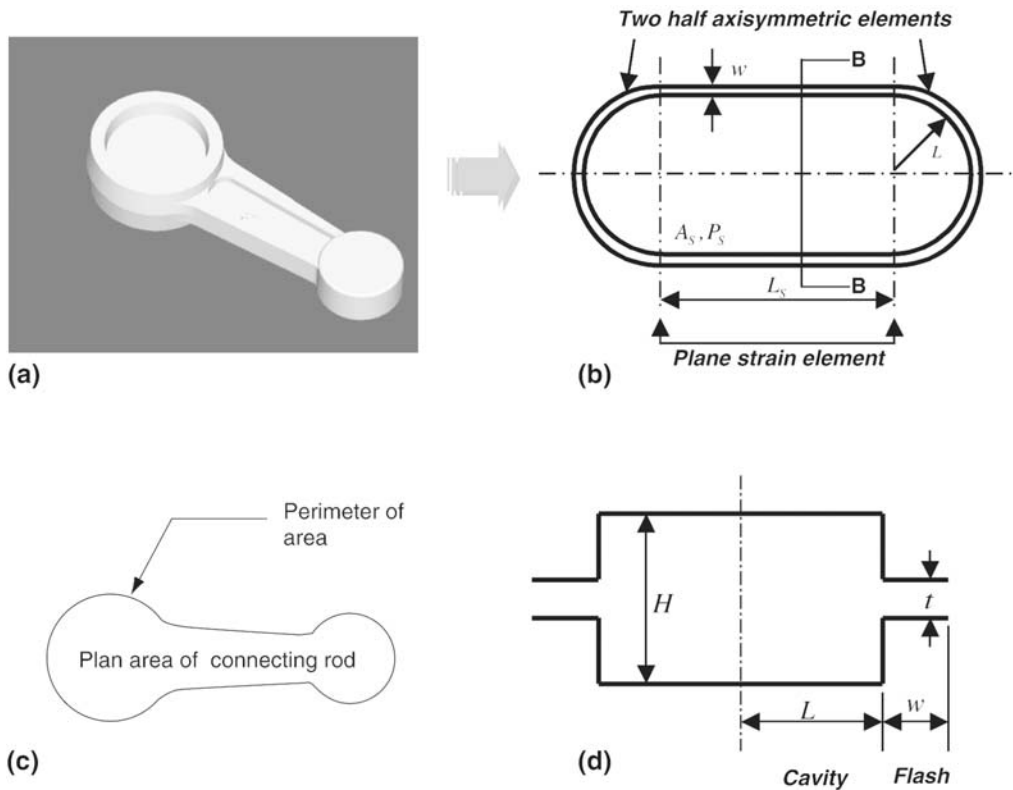 (a)
Two half axisymmetric elements
B
w
L
A_S, P_S
L_S
B
Plane strain element
(b)
Perimeter of
area
Plan area of connecting rod
(c)
H
t
L
w
Cavity
Flash
(d)